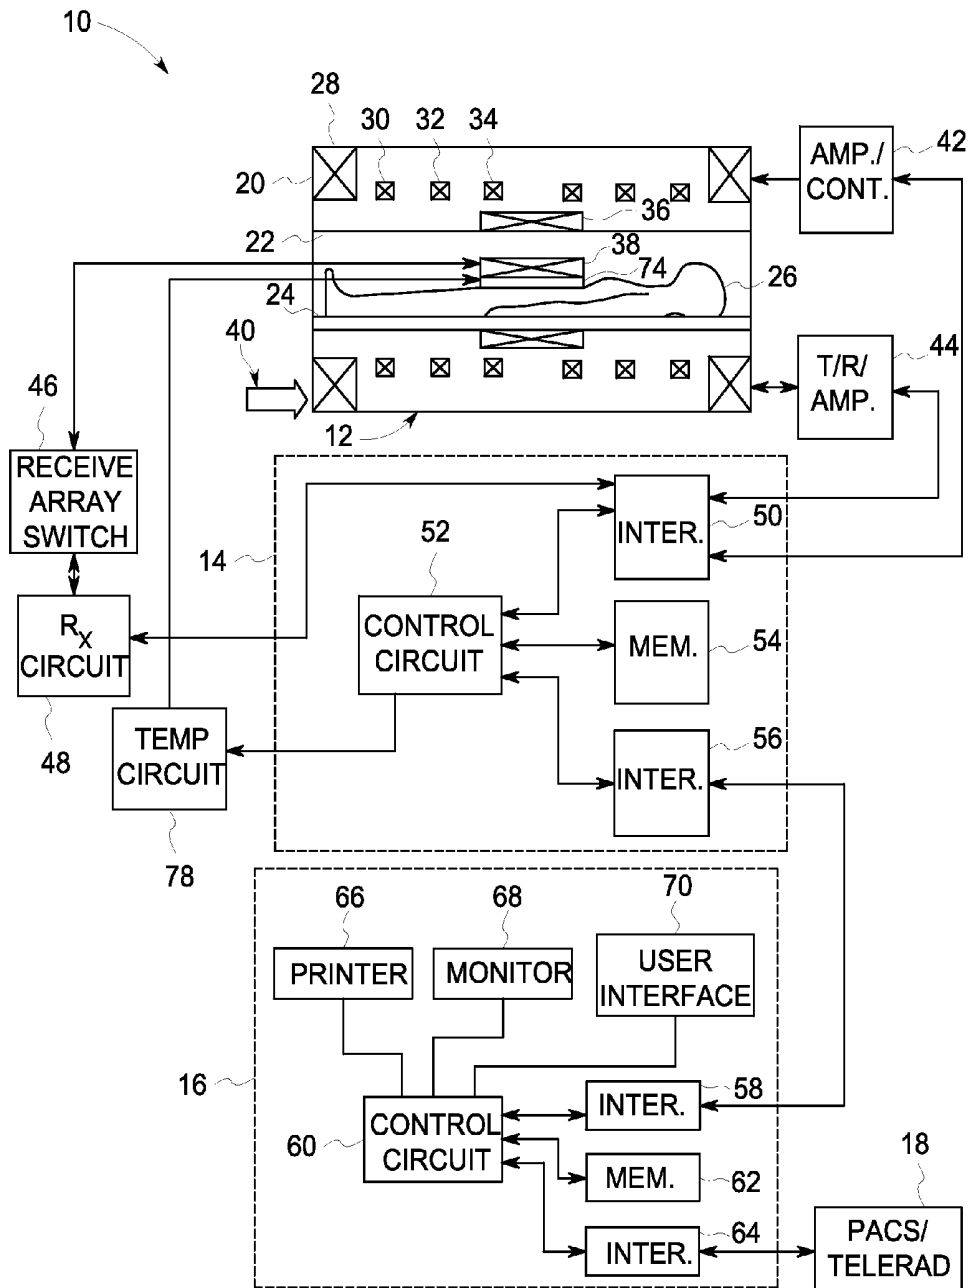 10
28
30
32
34
20
AMP./
CONT.
42
36
22
38
74
24
26
40
44
T/R/
AMP.
46
12
RECEIVE
ARRAY
SWITCH
INTER.
50
14
52
RX
CIRCUIT
CONTROL
CIRCUIT
MEM.
54
48
TEMP
CIRCUIT
56
INTER.
78
66
68
70
PRINTER
MONITOR
USER
INTERFACE
16
58
INTER.
CONTROL
CIRCUIT
60
MEM.
62
18
64
INTER.
PACS/
TELERAD